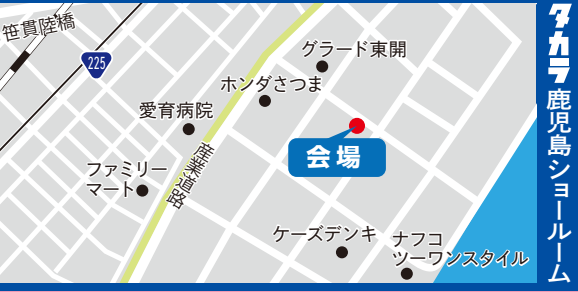 笹貫陸橋
225
グラード東開
ホンダさつま
愛育病院
会場
産業道路
ファミリー
マート
ケーズデンキ
ナフコ
ツーワンスタイル
タカラ鹿児島ショールーム